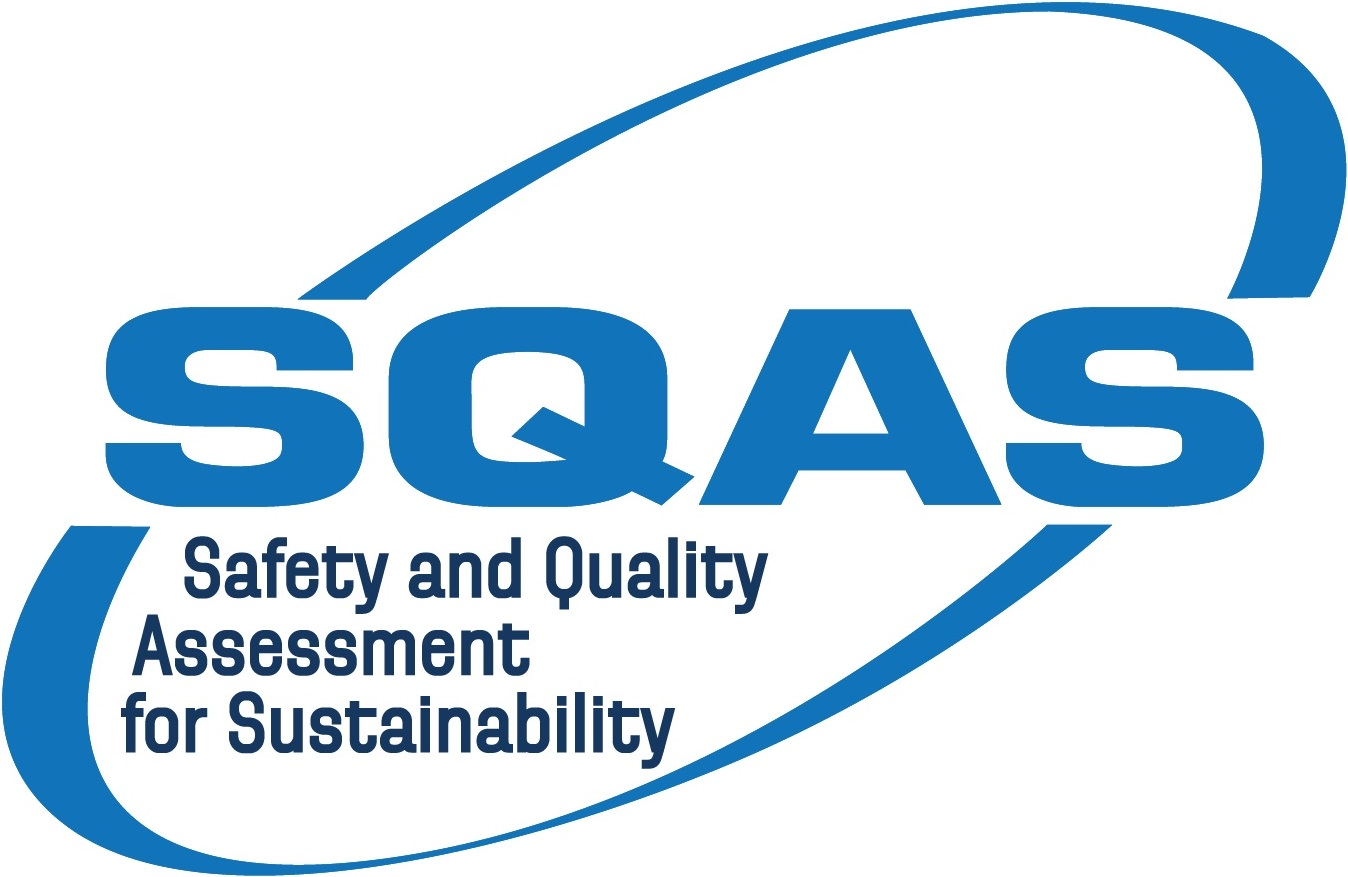 SQAS
Safety and Quality
Assessment
for Sustainability